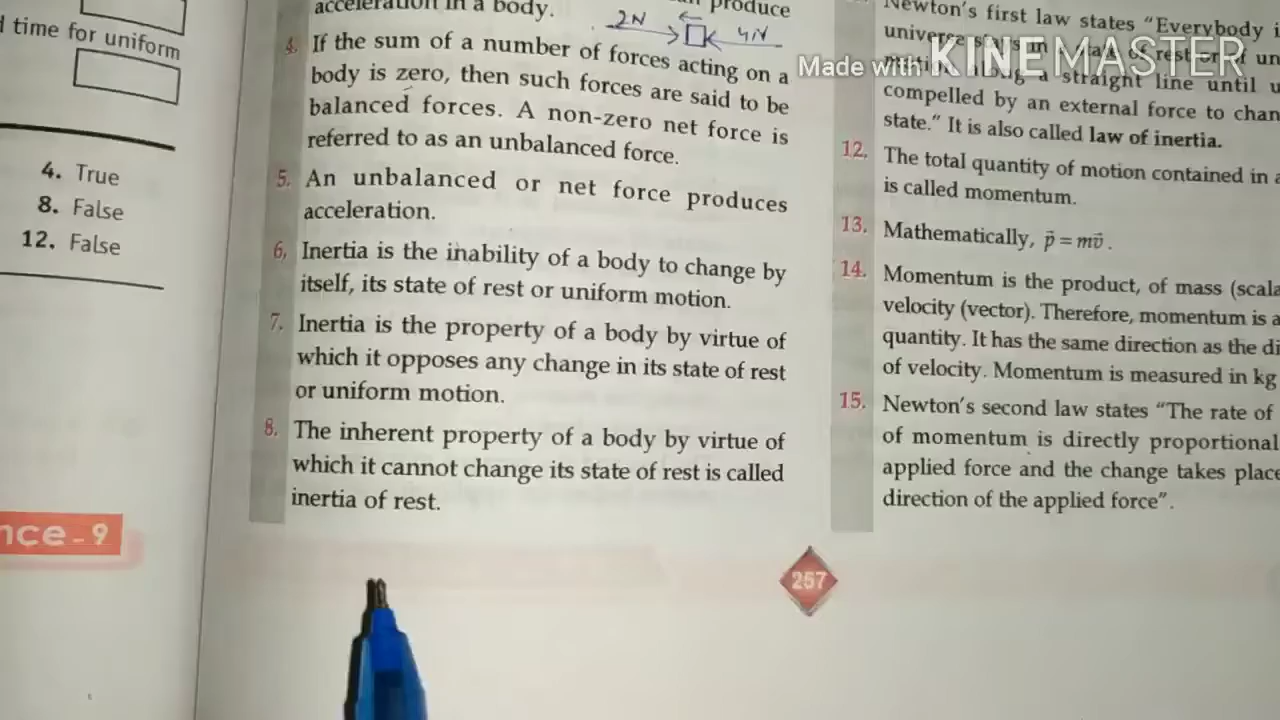 d time for uniform
4. True
8. False
12. False
nce - 9
acceleration in a body.
produce
2N
4N
4. If the sum of a number of forces acting on a
body is zero, then such forces are said to be
balanced forces. A non-zero net force is
referred to as an unbalanced force.
5. An unbalanced or net force produces
acceleration.
6. Inertia is the inability of a body to change by
itself, its state of rest or uniform motion.
7. Inertia is the property of a body by virtue of
which it opposes any change in its state of rest
or uniform motion.
8. The inherent property of a body by virtue of
which it cannot change its state of rest is called
inertia of rest.
Newton's first law states "Everybody i
universe
Made with KINEMASTER
a straight line until u
compelled by an external force to chan
state." It is also called law of inertia.
12. The total quantity of motion contained in a
is called momentum.
13. Mathematically, p⃗ = mv⃗.
14. Momentum is the product, of mass (scala
velocity (vector). Therefore, momentum is a
quantity. It has the same direction as the di
of velocity. Momentum is measured in kg
15. Newton's second law states "The rate of
of momentum is directly proportional
applied force and the change takes place
direction of the applied force".
257